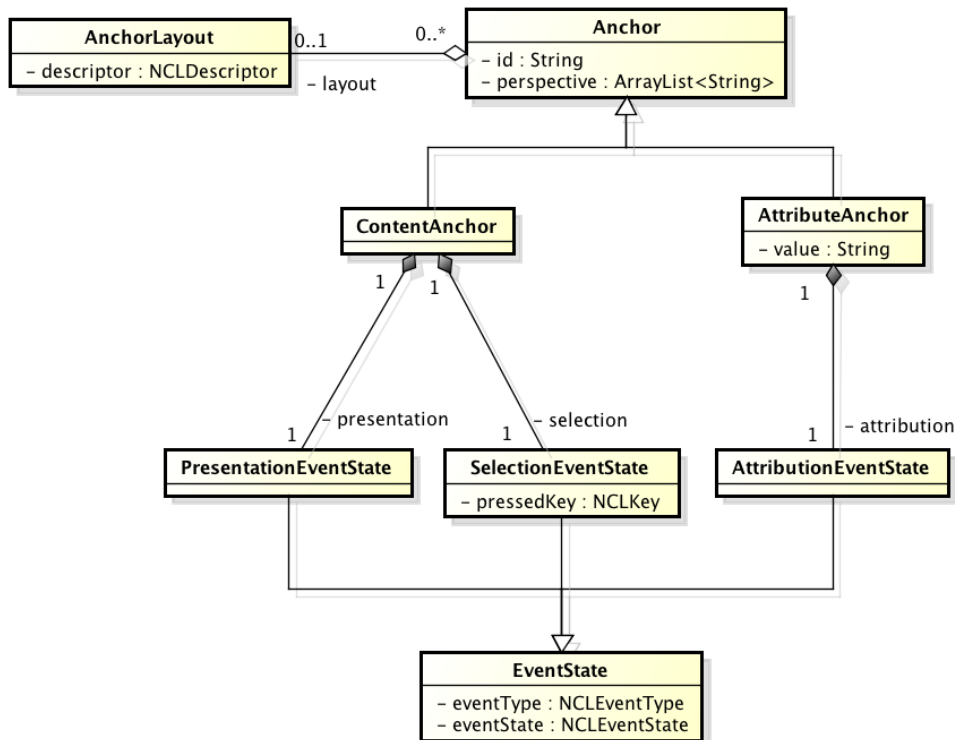 AnchorLayout
- descriptor : NCLDescriptor
0..1
0..*
- layout
Anchor
- id : String
- perspective : ArrayList<String>
ContentAnchor
AttributeAnchor
- value : String
1
1
1
- presentation
- selection
- attribution
1
1
1
PresentationEventState
SelectionEventState
- pressedKey : NCLKey
AttributionEventState
EventState
- eventType : NCLEventType
- eventState : NCLEventState